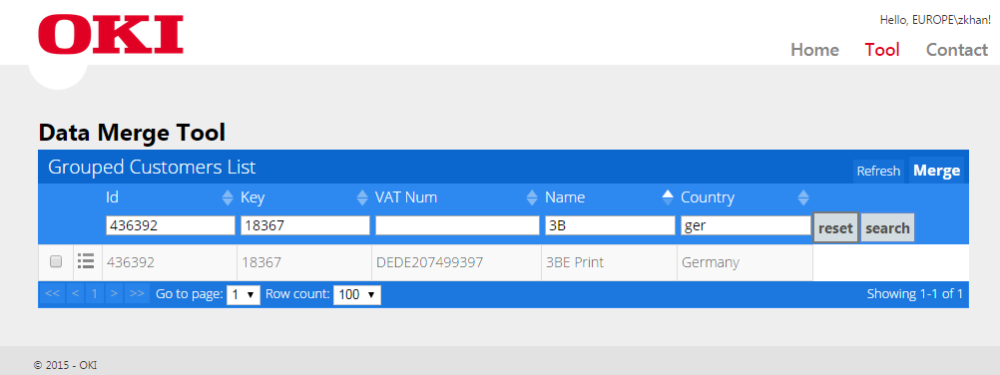 OKI
Hello, EUROPE\zkhan!
Home Tool Contact
Data Merge Tool
Grouped Customers List Refresh Merge
Id Key VAT Num Name Country
436392 18367 3B ger reset search
436392 18367 DEDE207499397 3BE Print Germany
<< < 1 > >> Go to page: 1 Row count: 100 Showing 1-1 of 1
© 2015 - OKI